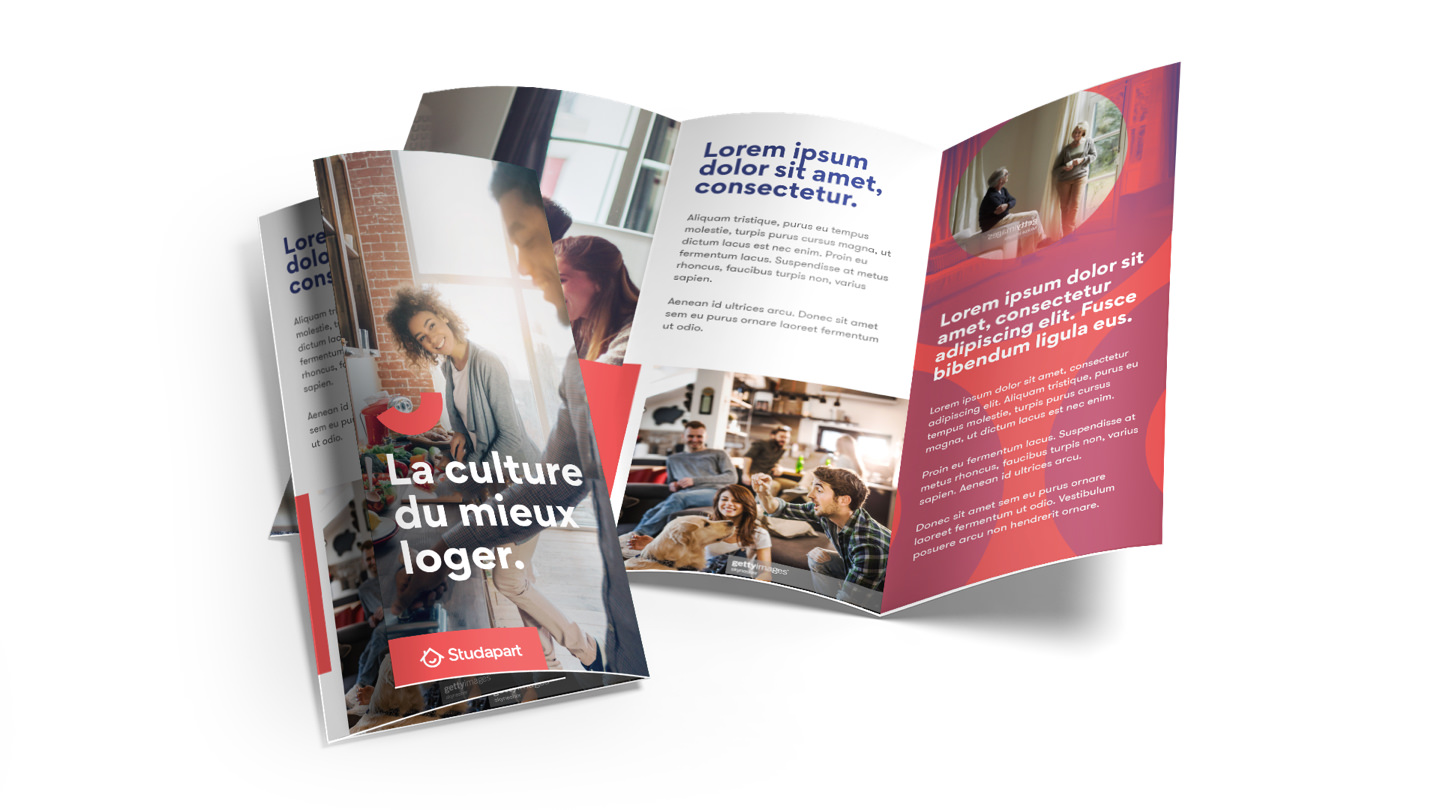 Lore
dolo
cons
Aliquam tri
molestie, tu
dictum lac
fermentum
rhoncus, fa
sapien.
Aenean id
sem eu pu
ut odio.
La culture
du mieux
loger.
Studapart
gettyimages
Lorem ipsum
dolor sit amet,
consectetur.
Aliquam tristique, purus eu tempus
molestie, turpis purus cursus magna, ut
dictum lacus est nec enim. Proin eu
fermentum lacus. Suspendisse at metus
rhoncus, faucibus turpis non, varius
sapien.
Aenean id ultrices arcu. Donec sit amet
sem eu purus ornare laoreet fermentum
ut odio.
gettyimages
Lorem ipsum dolor sit
amet, consectetur
adipiscing elit. Fusce
bibendum ligula eus.
Lorem ipsum dolor sit amet, consectetur
adipiscing elit. Aliquam tristique, purus eu
tempus molestie, turpis purus cursus
magna, ut dictum lacus est nec enim.
Proin eu fermentum lacus. Suspendisse at
metus rhoncus, faucibus turpis non, varius
sapien. Aenean id ultrices arcu.
Donec sit amet sem eu purus ornare
laoreet fermentum ut odio. Vestibulum
posuere arcu non hendrerit ornare.